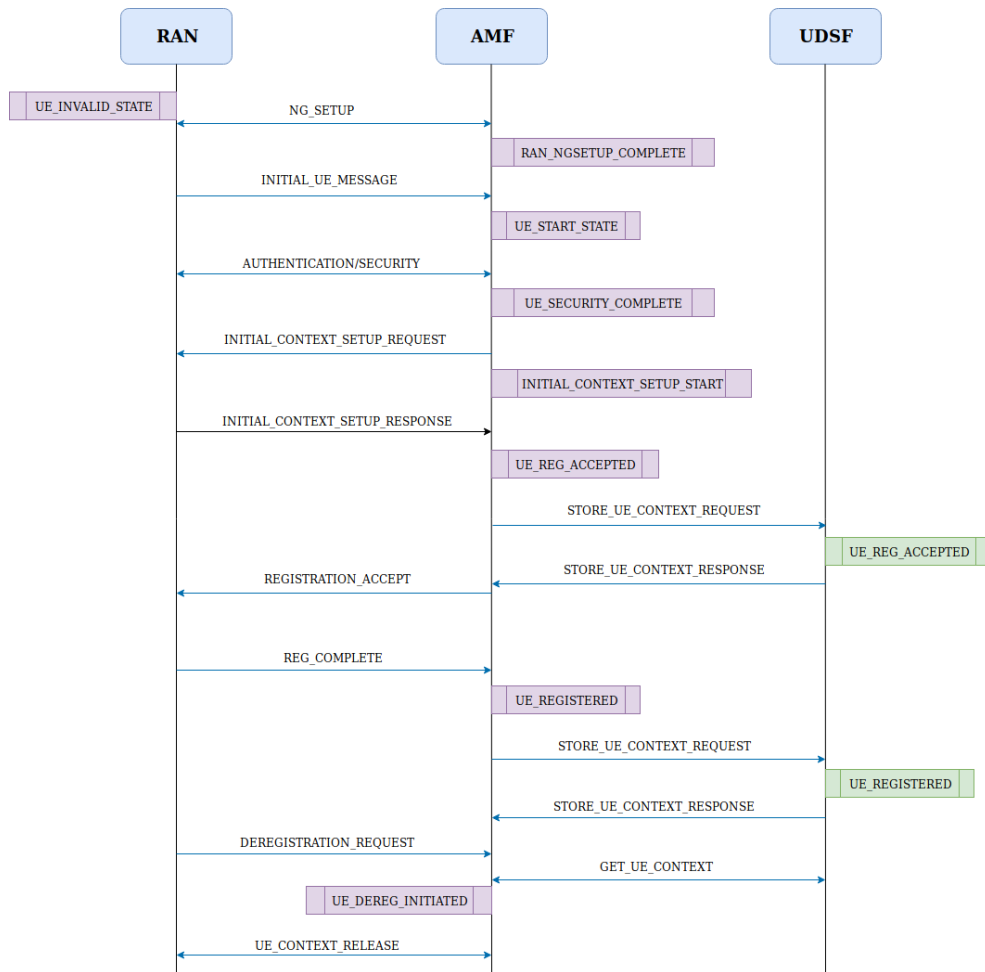 RAN
AMF
UDSF
UE_INVALID_STATE
NG_SETUP
RAN_NGSETUP_COMPLETE
INITIAL_UE_MESSAGE
UE_START_STATE
AUTHENTICATION/SECURITY
UE_SECURITY_COMPLETE
INITIAL_CONTEXT_SETUP_REQUEST
INITIAL_CONTEXT_SETUP_START
INITIAL_CONTEXT_SETUP_RESPONSE
UE_REG_ACCEPTED
STORE_UE_CONTEXT_REQUEST
UE_REG_ACCEPTED
STORE_UE_CONTEXT_RESPONSE
REGISTRATION_ACCEPT
REG_COMPLETE
UE_REGISTERED
STORE_UE_CONTEXT_REQUEST
UE_REGISTERED
STORE_UE_CONTEXT_RESPONSE
DEREGISTRATION_REQUEST
GET_UE_CONTEXT
UE_DEREG_INITIATED
UE_CONTEXT_RELEASE